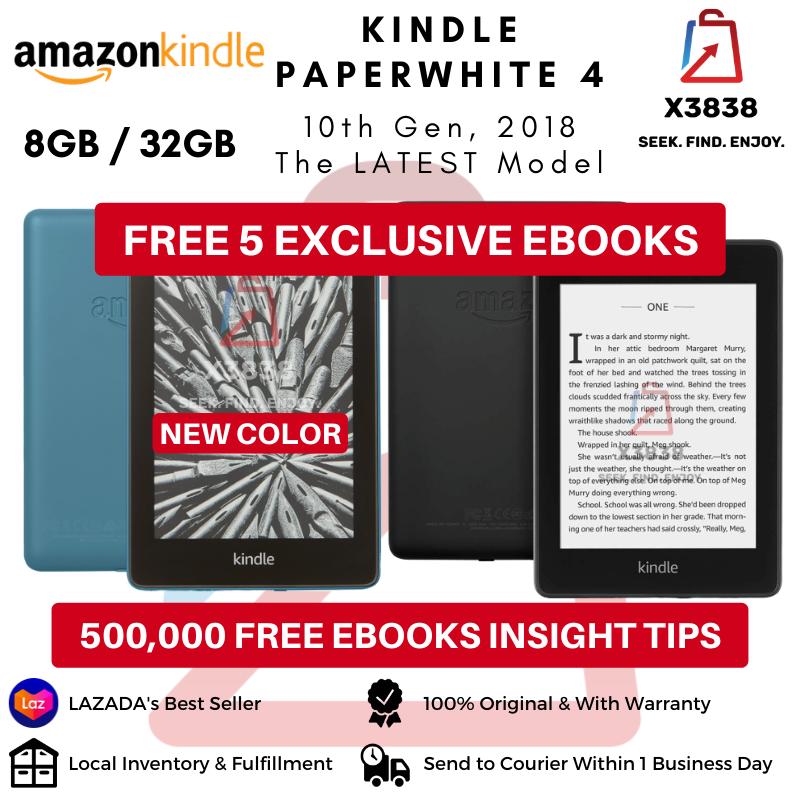 amazonkindle
KINDLE
PAPERWHITE 4
X3838
SEEK. FIND. ENJOY.
8GB / 32GB
10th Gen, 2018
The LATEST Model
FREE 5 EXCLUSIVE EBOOKS
X3838
SEEK. FIND. ENJOY.
NEW COLOR
kindle
ONE
It was a dark and stormy night.
In her attic bedroom Margaret Murry,
wrapped in an old patchwork quilt, sat on the
foot of her bed and watched the trees tossing in
the frenzied lashing of the wind. Behind the trees
clouds scudded frantically across the sky. Every few
moments the moon ripped through them, creating
wraithlike shadows that raced along the ground.
The house shook.
Wrapped in her quilt, Meg shook.
X3838
She wasn't usually afraid of weather.—It's not
just the weather, she thought.—It's the weather on
top of everything else. On top of me. On top of Meg
SEEK. FIND. ENJOY.
Murry doing everything wrong.
School. School was all wrong. She'd been dropped
down to the lowest section in her grade. That morn-
ing one of her teachers had said crossly, "Really, Meg,
kindle
500,000 FREE EBOOKS INSIGHT TIPS
Laz
LAZADA's Best Seller
100% Original & With Warranty
Local Inventory & Fulfillment
Send to Courier Within 1 Business Day